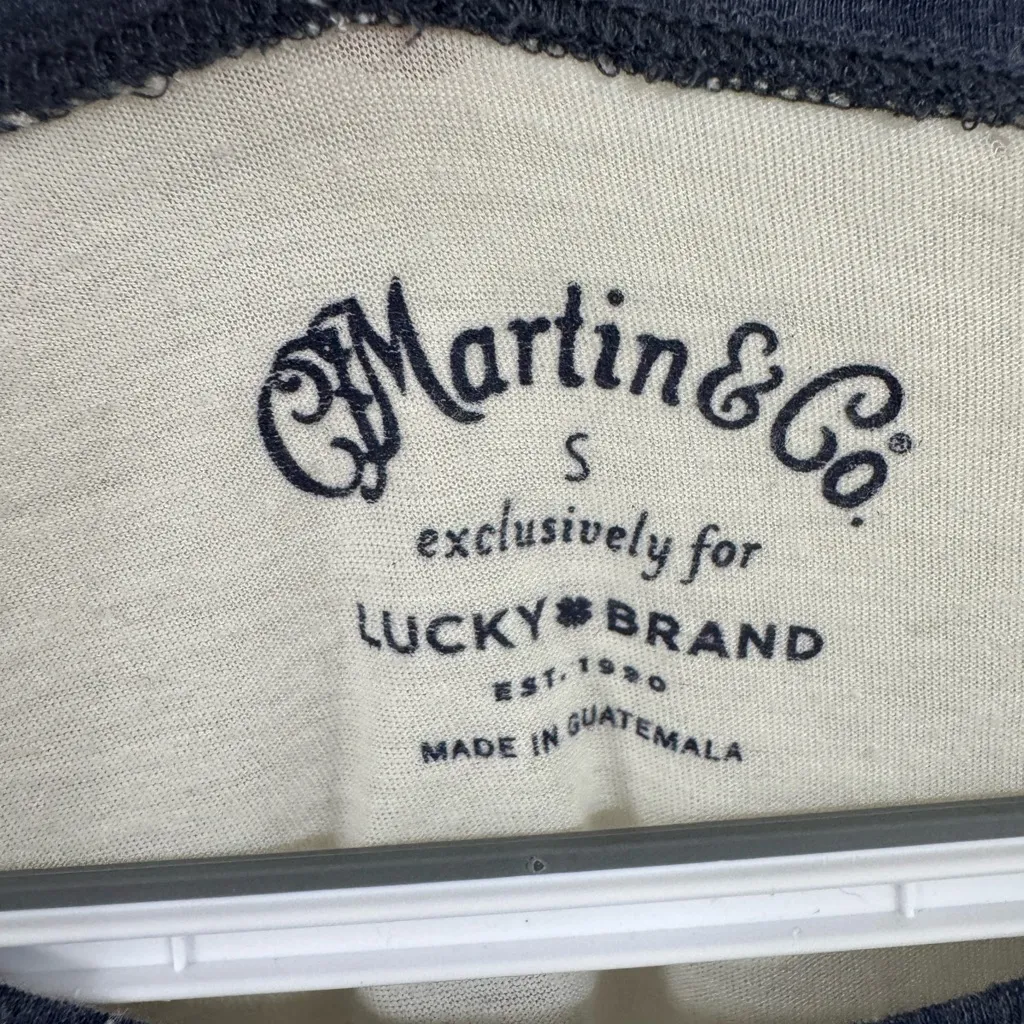 CFMartin & Co.®
S
exclusively for
LUCKY BRAND
EST. 1990
MADE IN GUATEMALA